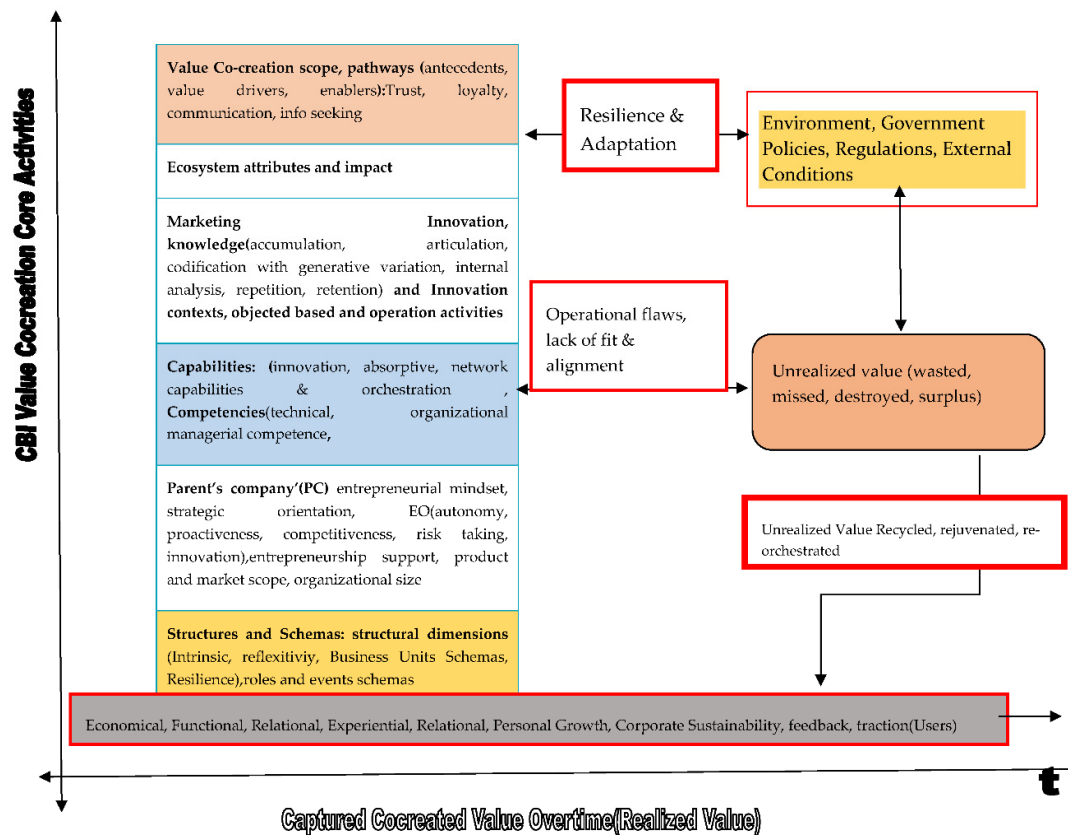 CBI Value Cocreation Core Activities
Value Co-creation scope, pathways (antecedents,
value drivers, enablers):Trust, loyalty,
communication, info seeking
Ecosystem attributes and impact
Marketing Innovation,
knowledge(accumulation, articulation,
codification with generative variation, internal
analysis, repetition, retention) and Innovation
contexts, objected based and operation activities
Capabilities: (innovation, absorptive, network
capabilities & orchestration ,
Competencies(technical, organizational
managerial competence,
Parent's company'(PC) entrepreneurial mindset,
strategic orientation, EO(autonomy,
proactiveness, competitiveness, risk taking,
innovation),entrepreneurship support, product
and market scope, organizational size
Structures and Schemas: structural dimensions
(Intrinsic, reflexitiviy, Business Units Schemas,
Resilience),roles and events schemas
Resilience &
Adaptation
Environment, Government
Policies, Regulations, External
Conditions
Operational flaws,
lack of fit &
alignment
Unrealized value (wasted,
missed, destroyed, surplus)
Unrealized Value Recycled, rejuvenated, re-
orchestrated
Economical, Functional, Relational, Experiential, Relational, Personal Growth, Corporate Sustainability, feedback, traction(Users)
t
Captured Cocreated Value Overtime(Realized Value)